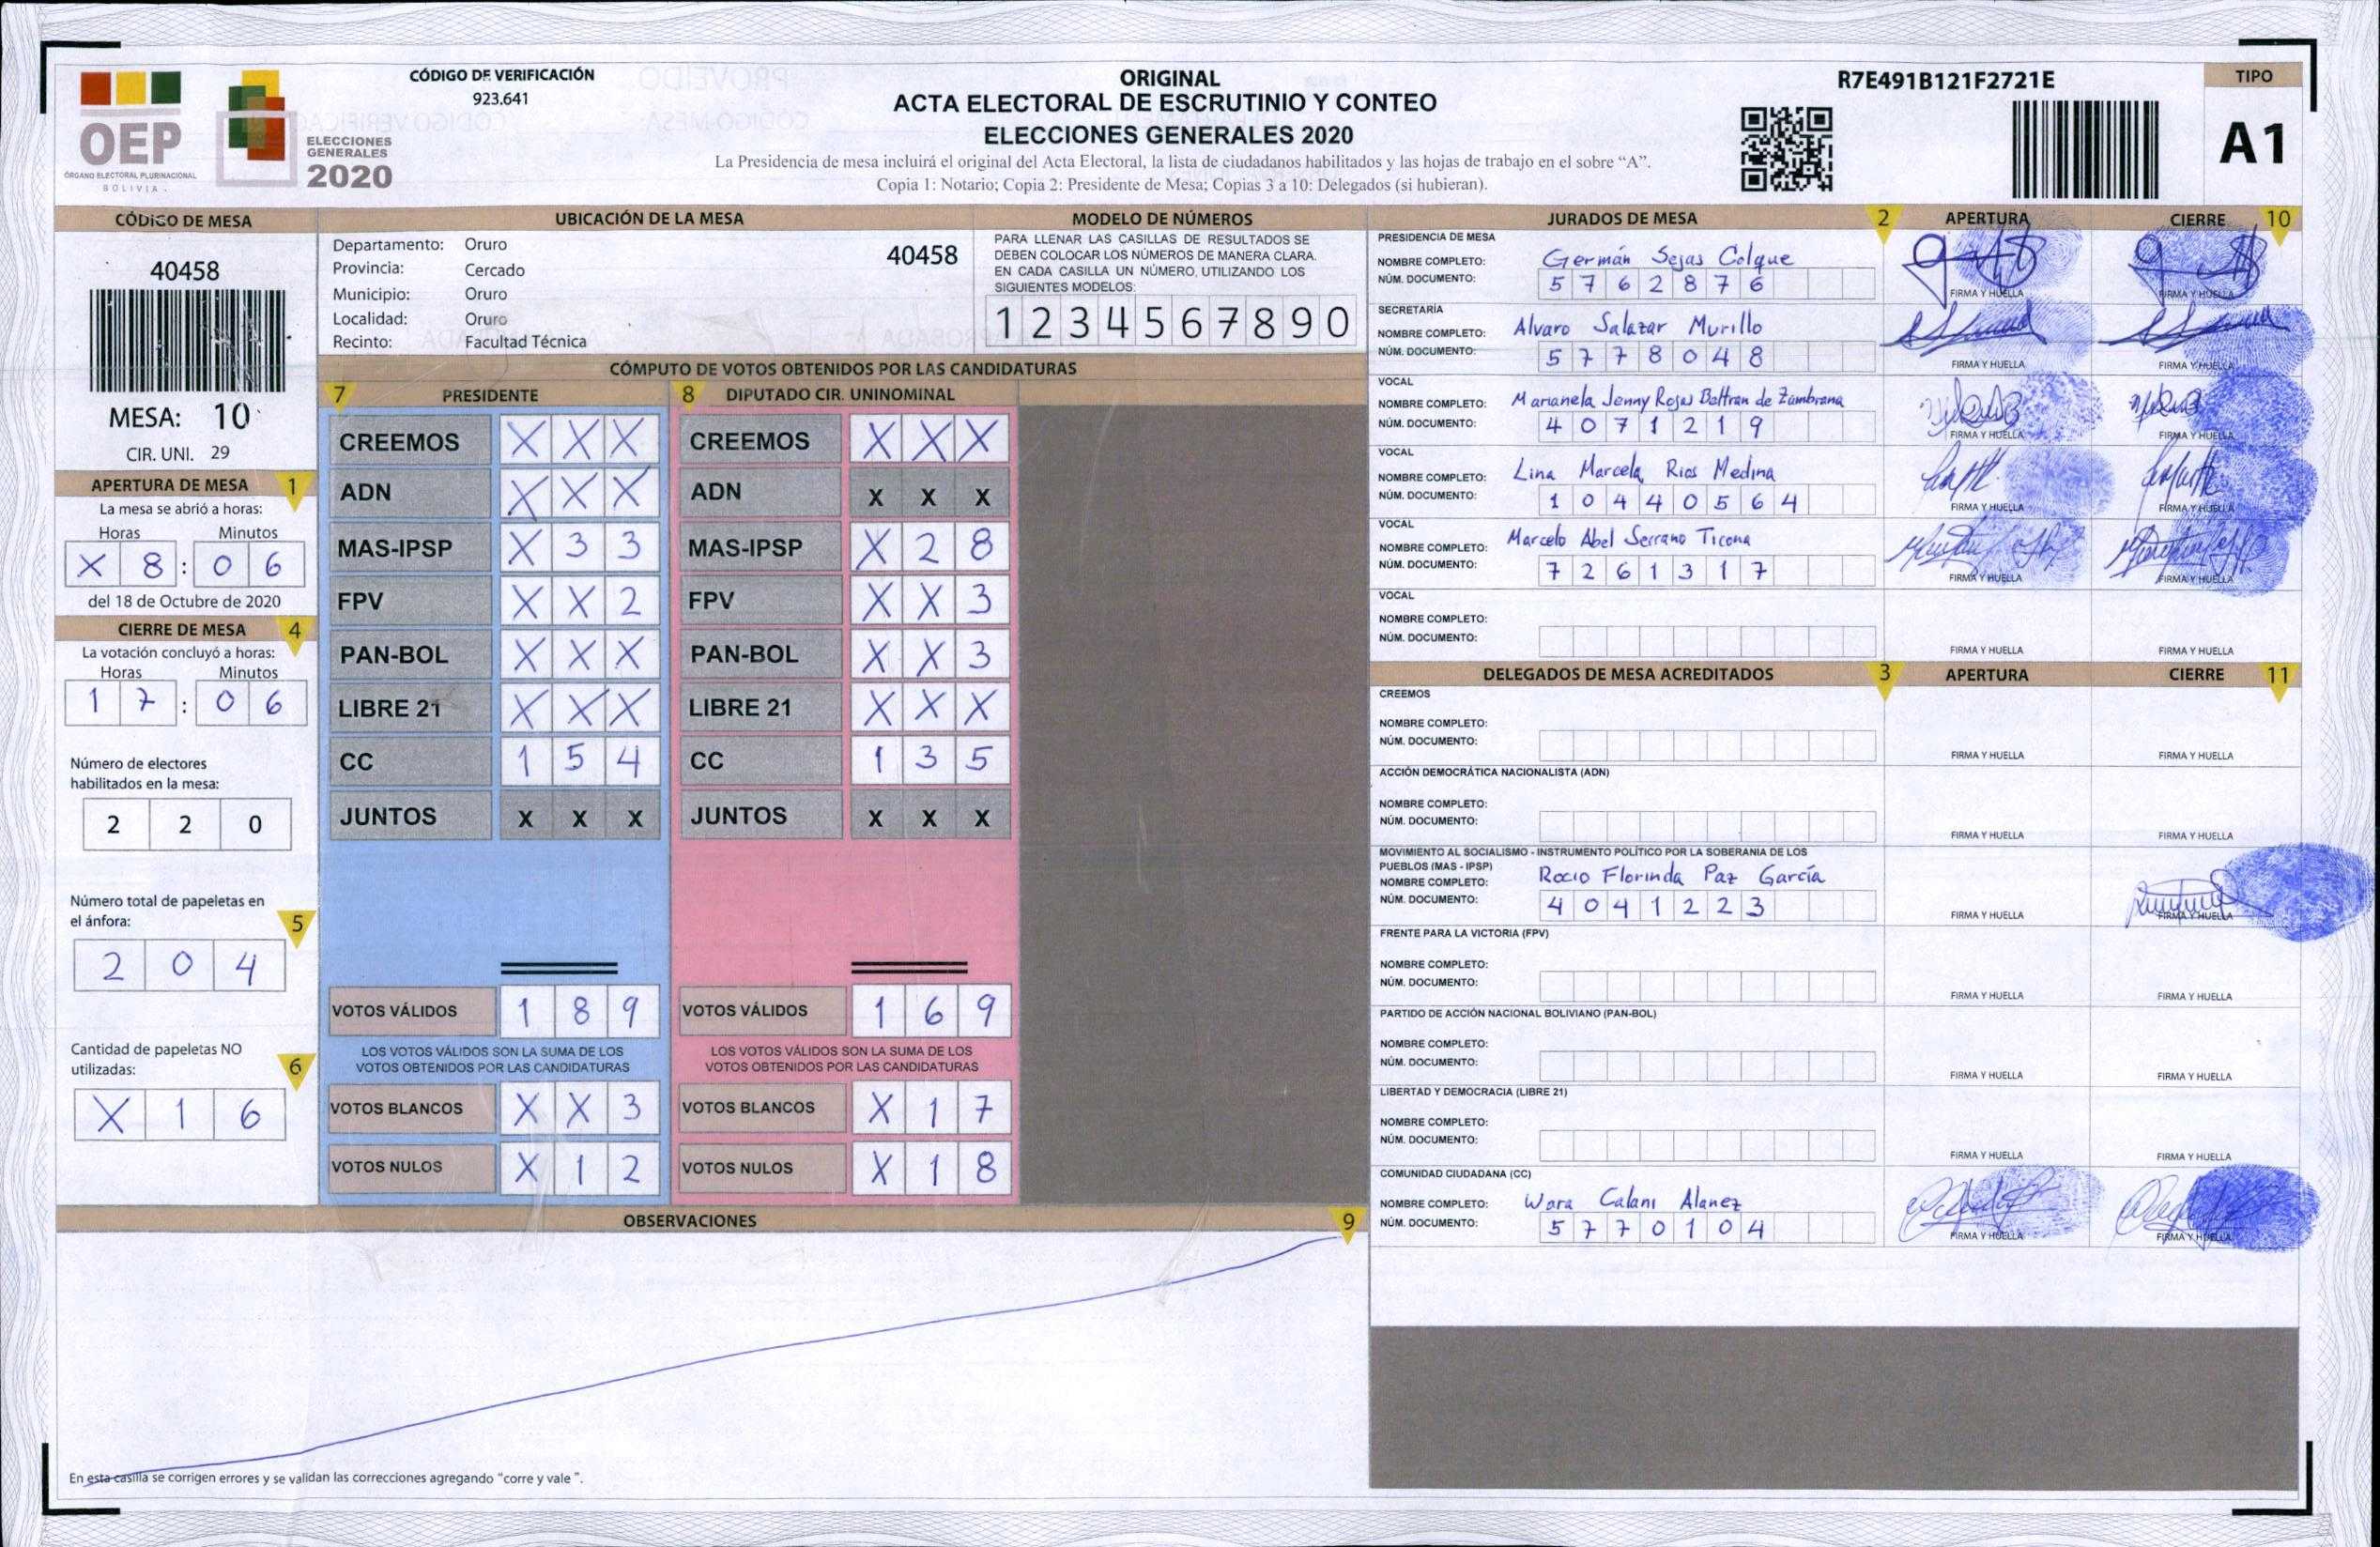 OEP
ÓRGANO ELECTORAL PLURINACIONAL
BOLIVIA
ELECCIONES
GENERALES
2020
CÓDIGO DE VERIFICACIÓN
923.641
ORIGINAL
ACTA ELECTORAL DE ESCRUTINIO Y CONTEO
ELECCIONES GENERALES 2020
La Presidencia de mesa incluirá el original del Acta Electoral, la lista de ciudadanos habilitados y las hojas de trabajo en el sobre “A”.
Copia 1: Notario; Copia 2: Presidente de Mesa; Copias 3 a 10: Delegados (si hubieran).
R7E491B121F2721E
TIPO
A1
CÓDIGO DE MESA
40458
MESA: 10
CIR. UNI. 29
APERTURA DE MESA 1
La mesa se abrió a horas:
Horas Minutos
X 8 : 0 6
del 18 de Octubre de 2020
CIERRE DE MESA 4
La votación concluyó a horas:
Horas Minutos
1 7 : 0 6
Número de electores
habilitados en la mesa:
2 2 0
Número total de papeletas en
el ánfora: 5
2 0 4
Cantidad de papeletas NO
utilizadas: 6
X 1 6
UBICACIÓN DE LA MESA
Departamento: Oruro 40458
Provincia: Cercado
Municipio: Oruro
Localidad: Oruro
Recinto: Facultad Técnica
MODELO DE NÚMEROS
PARA LLENAR LAS CASILLAS DE RESULTADOS SE
DEBEN COLOCAR LOS NÚMEROS DE MANERA CLARA.
EN CADA CASILLA UN NÚMERO, UTILIZANDO LOS
SIGUIENTES MODELOS:
1 2 3 4 5 6 7 8 9 0
CÓMPUTO DE VOTOS OBTENIDOS POR LAS CANDIDATURAS
7 PRESIDENTE
CREEMOS X X X
ADN X X X
MAS-IPSP X 3 3
FPV X X 2
PAN-BOL X X X
LIBRE 21 X X X
CC 1 5 4
JUNTOS X X X
VOTOS VÁLIDOS 1 8 9
LOS VOTOS VÁLIDOS SON LA SUMA DE LOS
VOTOS OBTENIDOS POR LAS CANDIDATURAS
VOTOS BLANCOS X X 3
VOTOS NULOS X 1 2
8 DIPUTADO CIR. UNINOMINAL
CREEMOS X X X
ADN X X X
MAS-IPSP X 2 8
FPV X X 3
PAN-BOL X X 3
LIBRE 21 X X X
CC 1 3 5
JUNTOS X X X
VOTOS VÁLIDOS 1 6 9
LOS VOTOS VÁLIDOS SON LA SUMA DE LOS
VOTOS OBTENIDOS POR LAS CANDIDATURAS
VOTOS BLANCOS X 1 7
VOTOS NULOS X 1 8
OBSERVACIONES 9
En esta casilla se corrigen errores y se validan las correcciones agregando “corre y vale ”.
JURADOS DE MESA 2 APERTURA CIERRE 10
PRESIDENCIA DE MESA
NOMBRE COMPLETO: Germán Sejas Colque
NÚM. DOCUMENTO: 5 7 6 2 8 7 6
FIRMA Y HUELLA FIRMA Y HUELLA
SECRETARÍA
NOMBRE COMPLETO: Alvaro Salazar Murillo
NÚM. DOCUMENTO: 5 7 7 8 0 4 8
FIRMA Y HUELLA FIRMA Y HUELLA
VOCAL
NOMBRE COMPLETO: Marianela Jenny Rojas Beltran de Zambrana
NÚM. DOCUMENTO: 4 0 7 1 2 1 9
FIRMA Y HUELLA FIRMA Y HUELLA
VOCAL
NOMBRE COMPLETO: Lina Marcela Rios Medina
NÚM. DOCUMENTO: 1 0 4 4 0 5 6 4
FIRMA Y HUELLA FIRMA Y HUELLA
VOCAL
NOMBRE COMPLETO: Marcelo Abel Serrano Ticona
NÚM. DOCUMENTO: 7 2 6 1 3 1 7
FIRMA Y HUELLA FIRMA Y HUELLA
VOCAL
NOMBRE COMPLETO:
NÚM. DOCUMENTO:
FIRMA Y HUELLA FIRMA Y HUELLA
DELEGADOS DE MESA ACREDITADOS 3 APERTURA CIERRE 11
CREEMOS
NOMBRE COMPLETO:
NÚM. DOCUMENTO:
FIRMA Y HUELLA FIRMA Y HUELLA
ACCIÓN DEMOCRÁTICA NACIONALISTA (ADN)
NOMBRE COMPLETO:
NÚM. DOCUMENTO:
FIRMA Y HUELLA FIRMA Y HUELLA
MOVIMIENTO AL SOCIALISMO - INSTRUMENTO POLÍTICO POR LA SOBERANIA DE LOS
PUEBLOS (MAS - IPSP)
NOMBRE COMPLETO: Rocio Florinda Paz García
NÚM. DOCUMENTO: 4 0 4 1 2 2 3
FIRMA Y HUELLA FIRMA Y HUELLA
FRENTE PARA LA VICTORIA (FPV)
NOMBRE COMPLETO:
NÚM. DOCUMENTO:
FIRMA Y HUELLA FIRMA Y HUELLA
PARTIDO DE ACCIÓN NACIONAL BOLIVIANO (PAN-BOL)
NOMBRE COMPLETO:
NÚM. DOCUMENTO:
FIRMA Y HUELLA FIRMA Y HUELLA
LIBERTAD Y DEMOCRACIA (LIBRE 21)
NOMBRE COMPLETO:
NÚM. DOCUMENTO:
FIRMA Y HUELLA FIRMA Y HUELLA
COMUNIDAD CIUDADANA (CC)
NOMBRE COMPLETO: Wara Calani Alanez
NÚM. DOCUMENTO: 5 7 7 0 1 0 4
FIRMA Y HUELLA FIRMA Y HUELLA